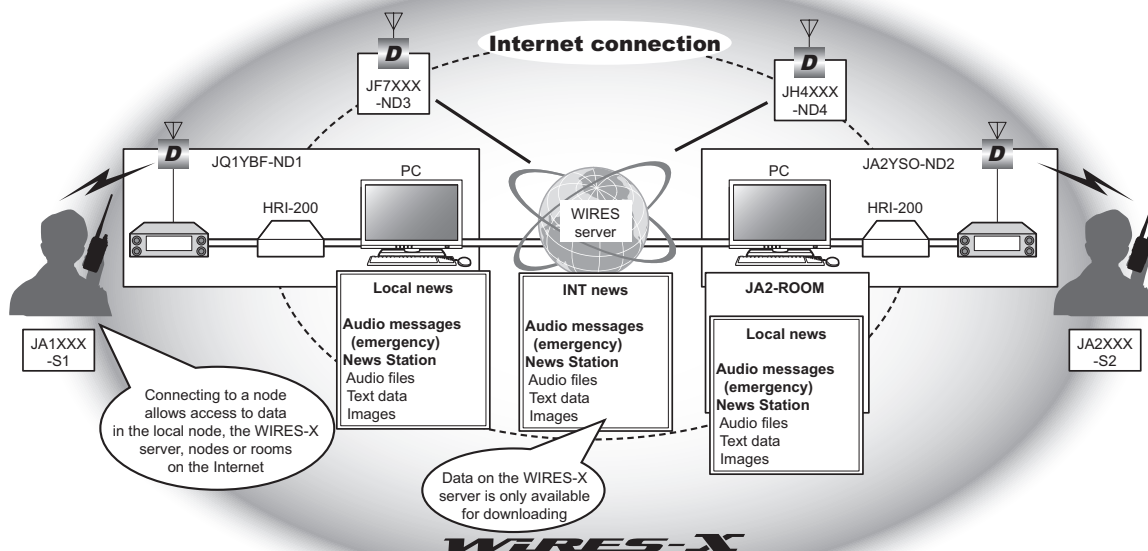 Internet connection
D
JF7XXX
-ND3
D
JH4XXX
-ND4
D
JQ1YBF-ND1
PC
HRI-200
WIRES
server
JA2YSO-ND2
D
PC
HRI-200
JA1XXX
-S1
JA2XXX
-S2
Local news
Audio messages
(emergency)
News Station
Audio files
Text data
Images
INT news
Audio messages
(emergency)
News Station
Audio files
Text data
Images
JA2-ROOM
Local news
Audio messages
(emergency)
News Station
Audio files
Text data
Images
Connecting to a node
allows access to data
in the local node, the WIRES-X
server, nodes or rooms
on the Internet
Data on the WIRES-X
server is only available
for downloading
WiRES-X